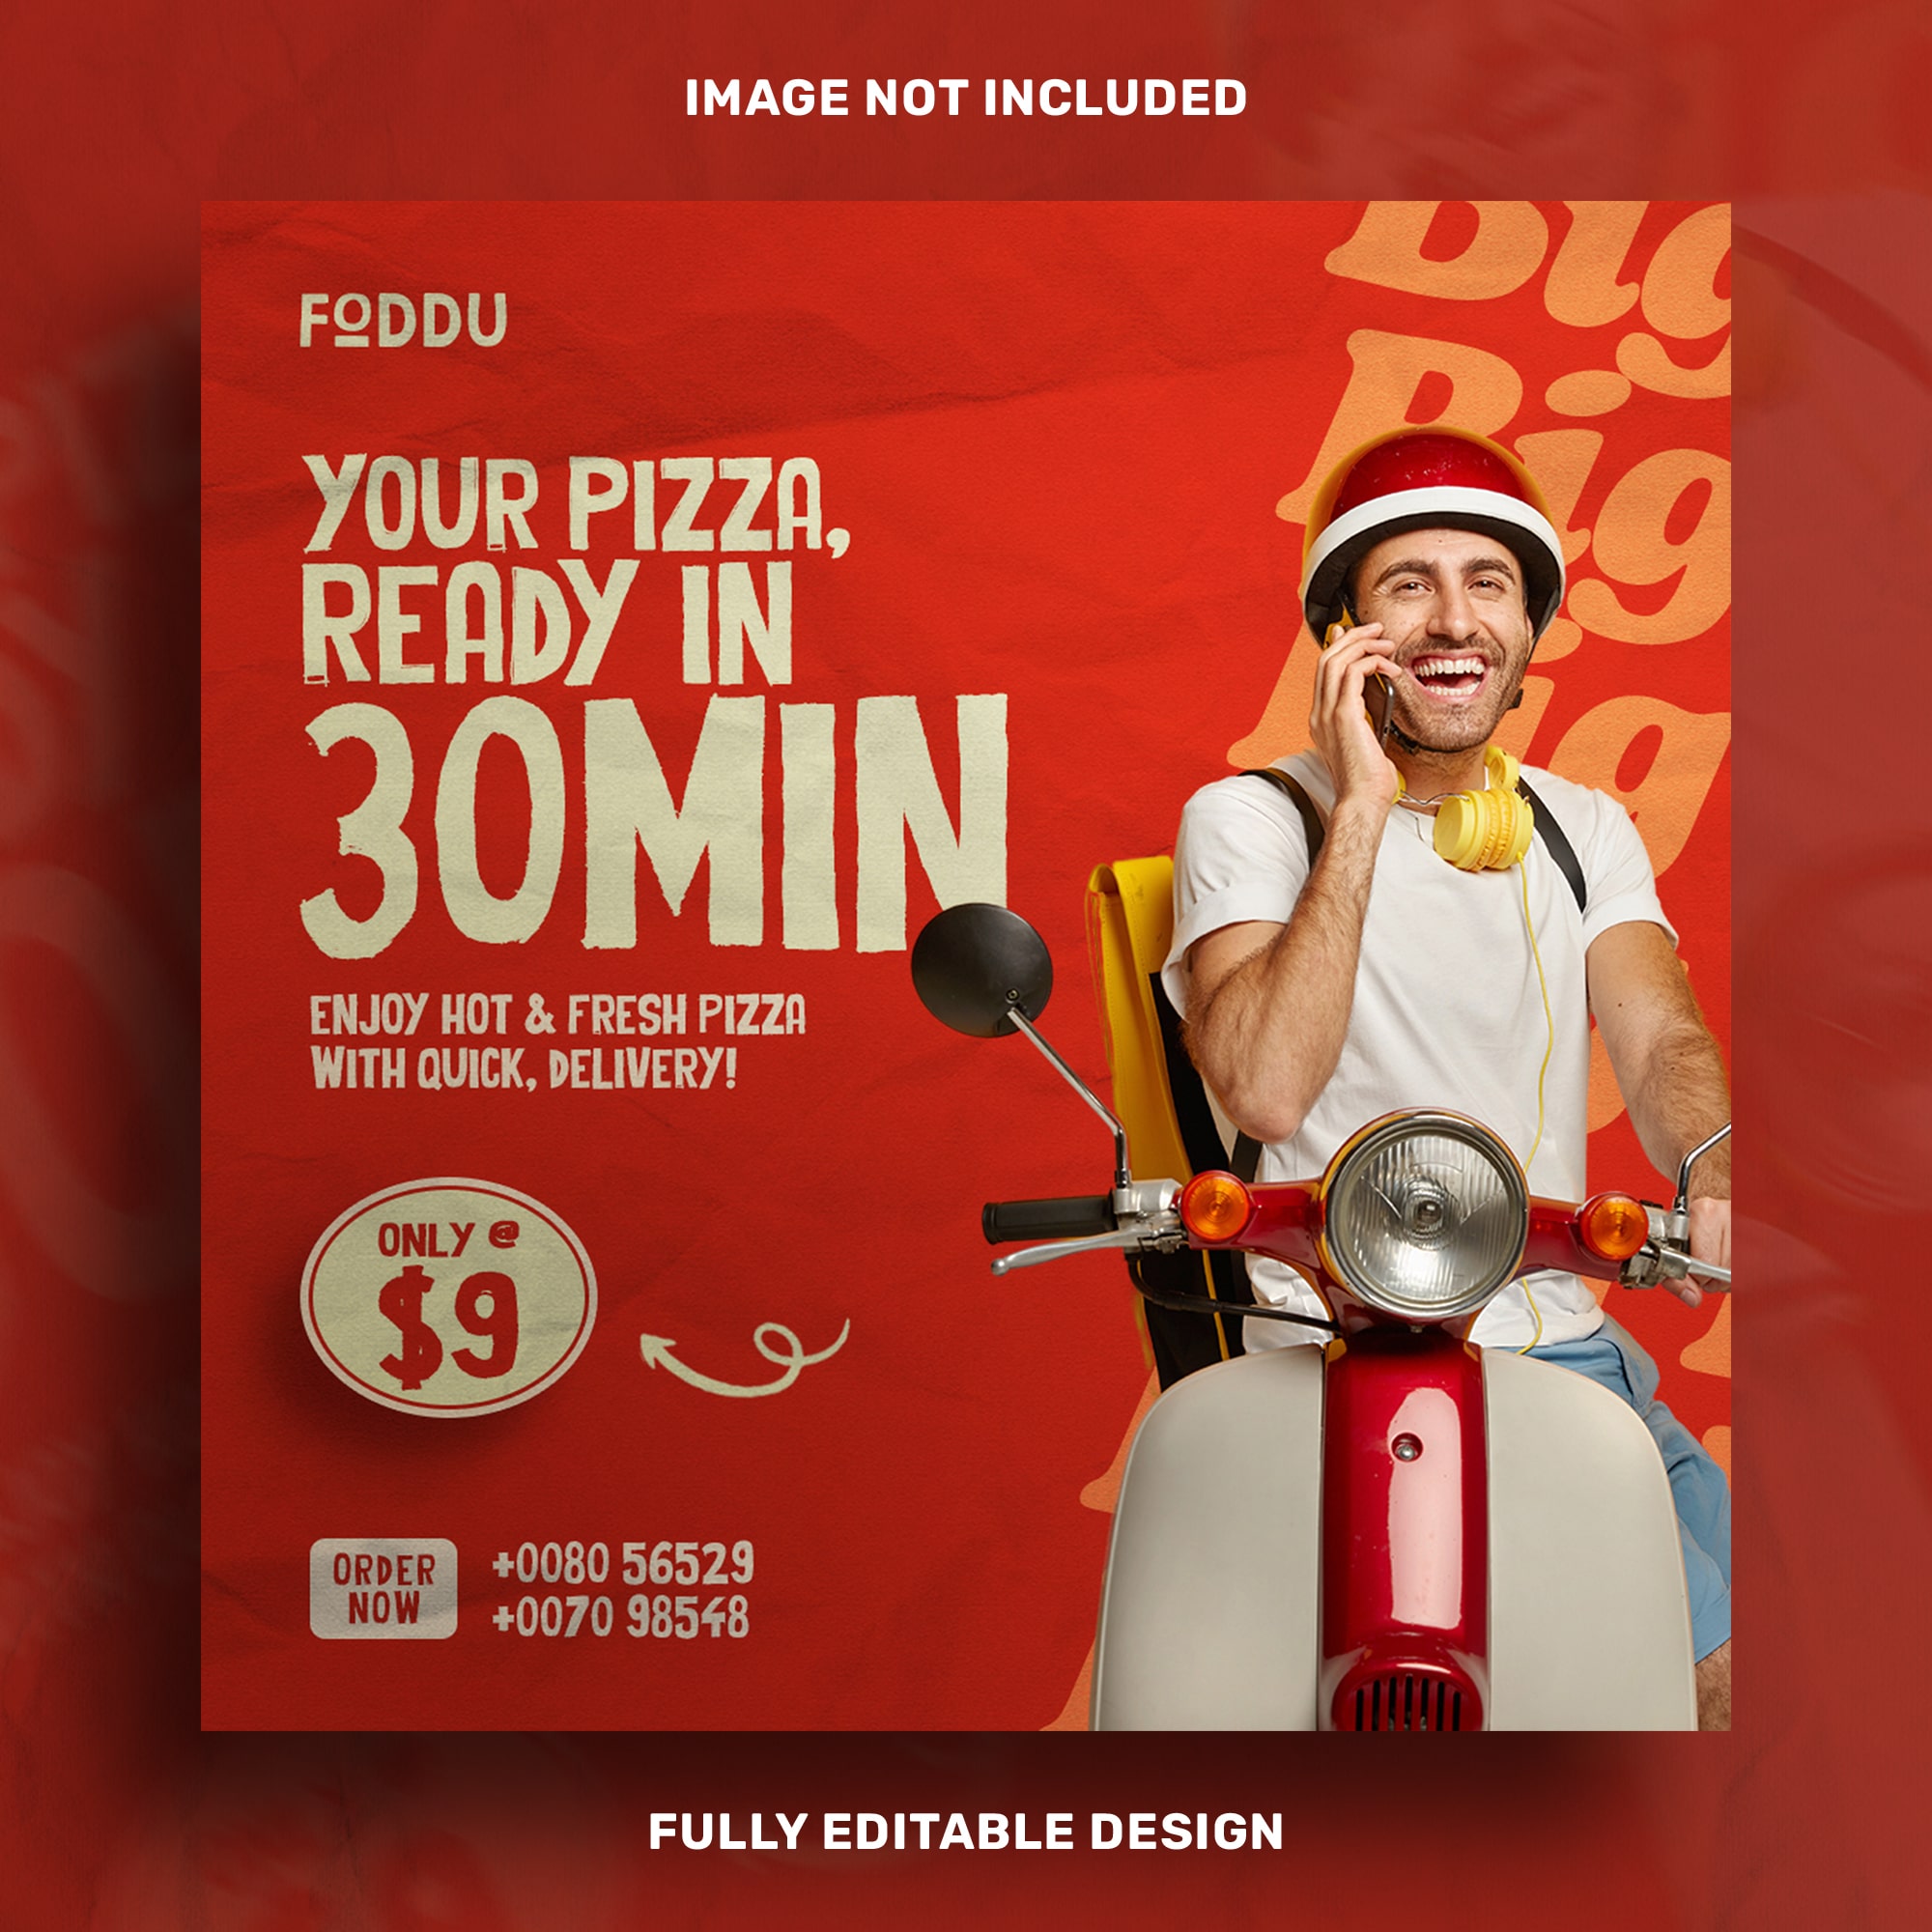 IMAGE NOT INCLUDED
FODDU
Big
Big
Big
YOUR PIZZA,
READY IN
30MIN
ENJOY HOT & FRESH PIZZA
WITH QUICK, DELIVERY!
ONLY @
$9
ORDER
NOW
+0080 56529
+0070 98548
FULLY EDITABLE DESIGN